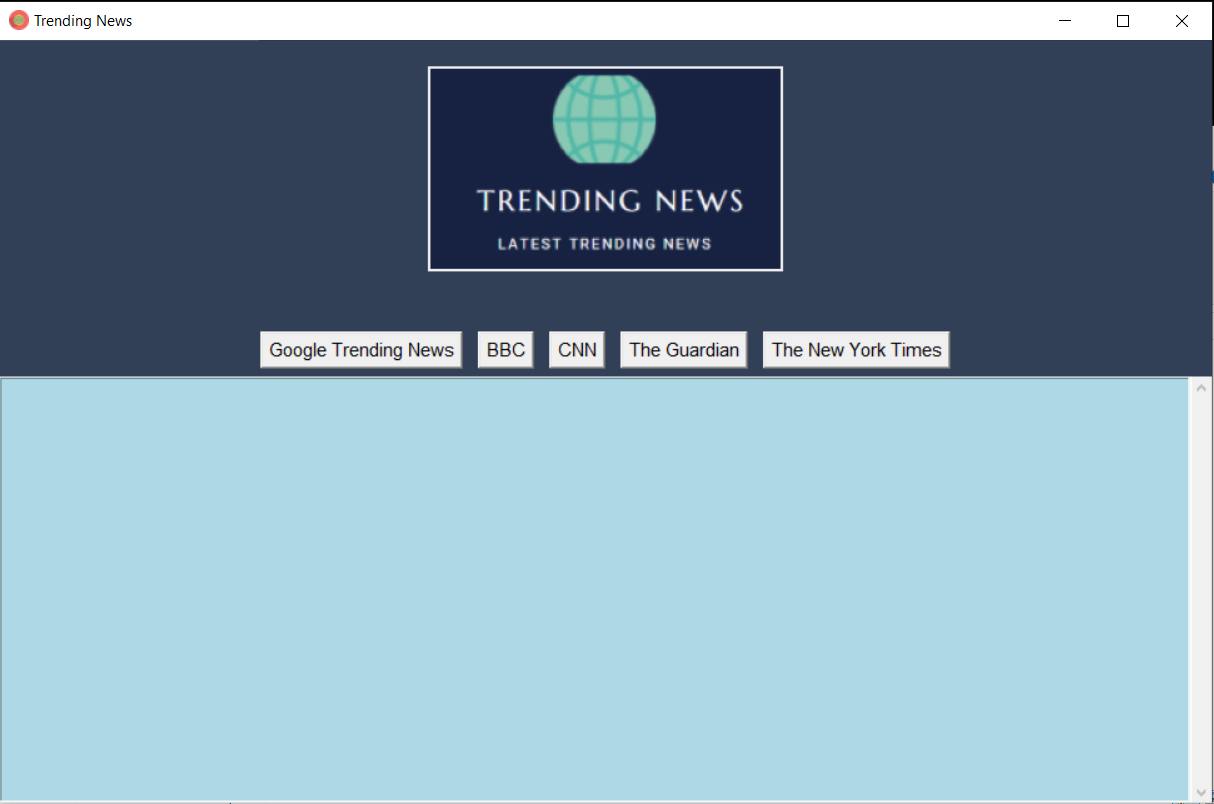 Trending News
TRENDING NEWS
LATEST TRENDING NEWS
Google Trending News BBC CNN The Guardian The New York Times